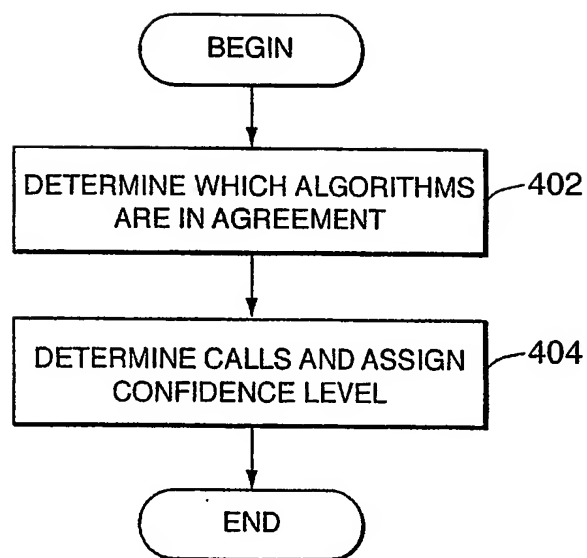 BEGIN
DETERMINE WHICH ALGORITHMS
ARE IN AGREEMENT
402
DETERMINE CALLS AND ASSIGN
CONFIDENCE LEVEL
404
END